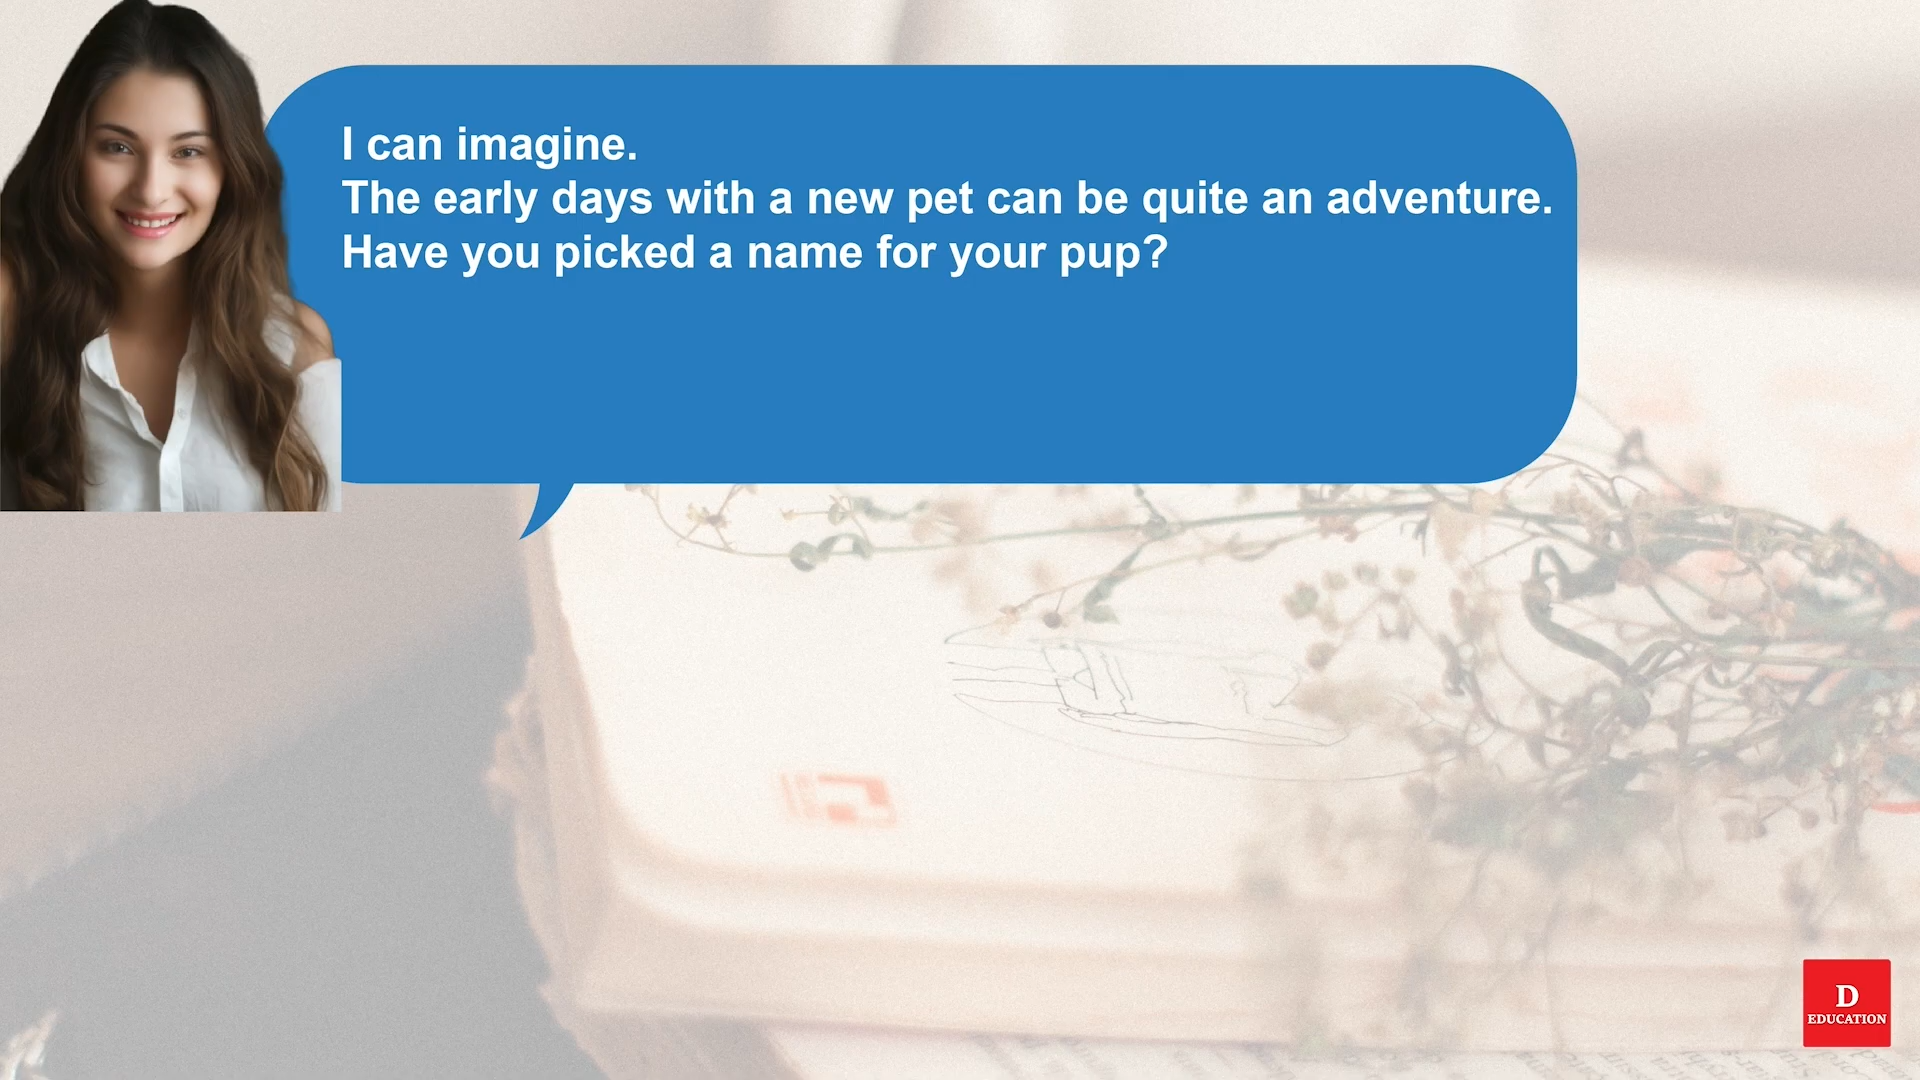 I can imagine.
The early days with a new pet can be quite an adventure.
Have you picked a name for your pup?
D
EDUCATION